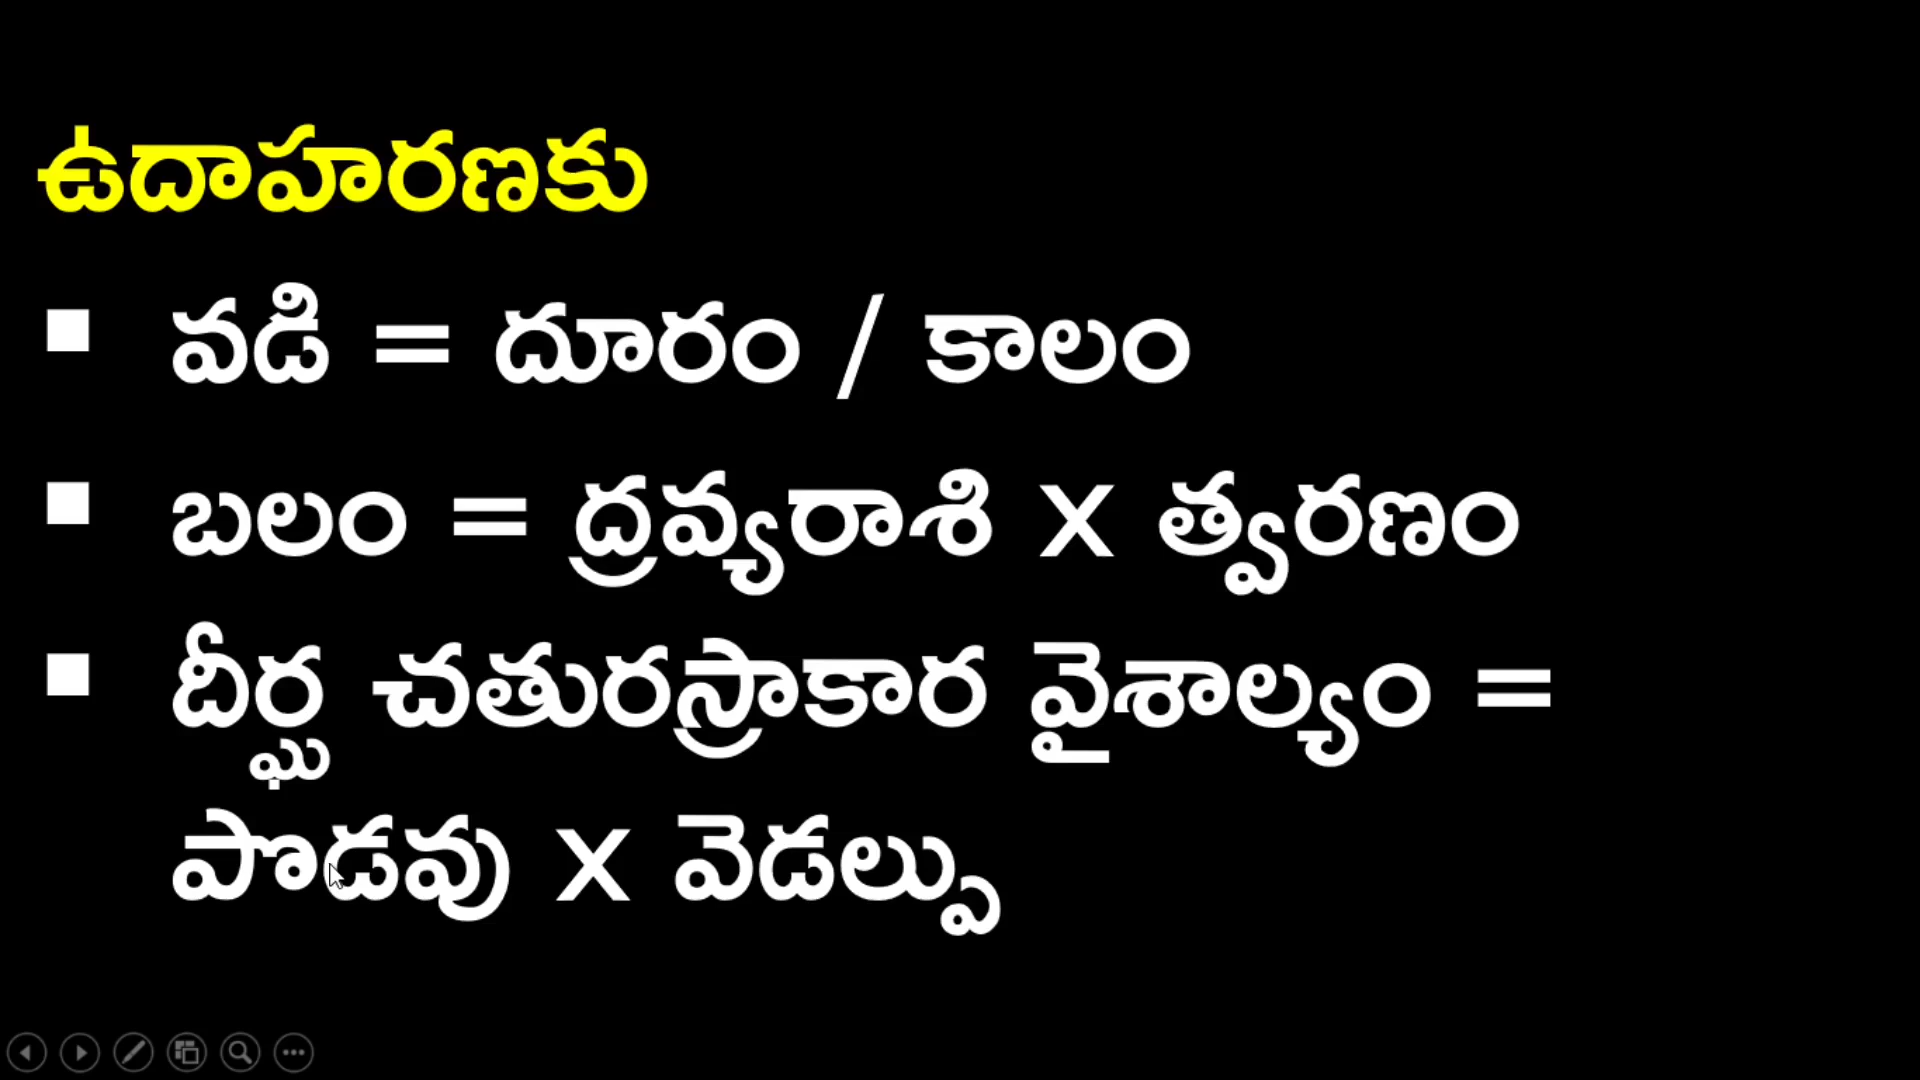 ఉదాహరణకు
▪ వడి = దూరం / కాలం
▪ బలం = ద్రవ్యరాశి x త్వరణం
▪ దీర్ఘ చతురస్రాకార వైశాల్యం =
పొడవు x వెడల్పు